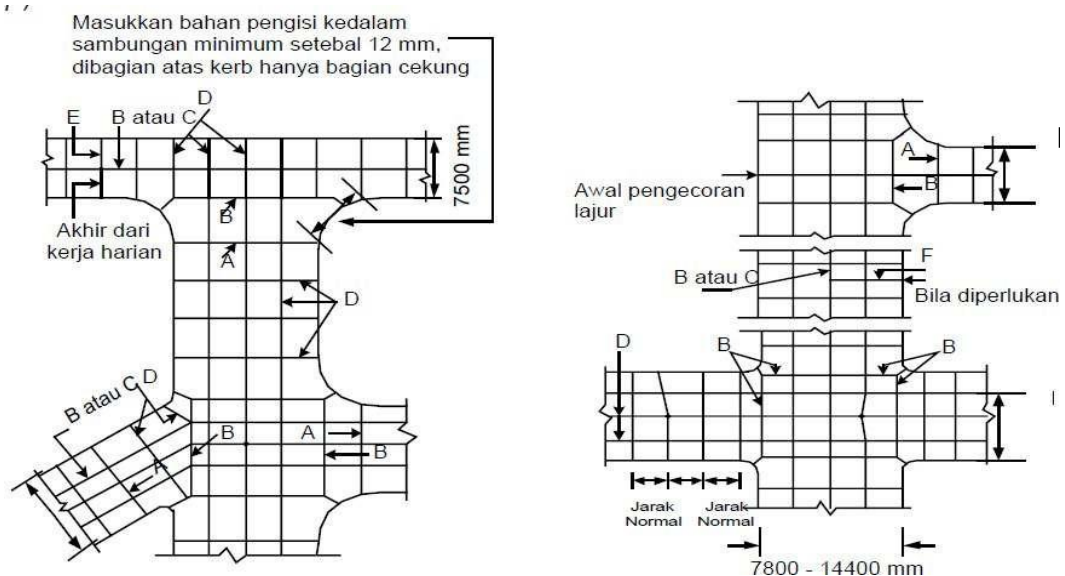 Masukkan bahan pengisi kedalam
sambungan minimum setebal 12 mm,
dibagian atas kerb hanya bagian cekung
D
E
B atau C
7500 mm
Akhir dari
kerja harian
B
A
D
B atau C
D
B
A
B
A
A
B
Awal pengecoran
lajur
F
B atau C
Bila diperlukan
D
B
B
Jarak
Normal
Jarak
Normal
7800 - 14400 mm